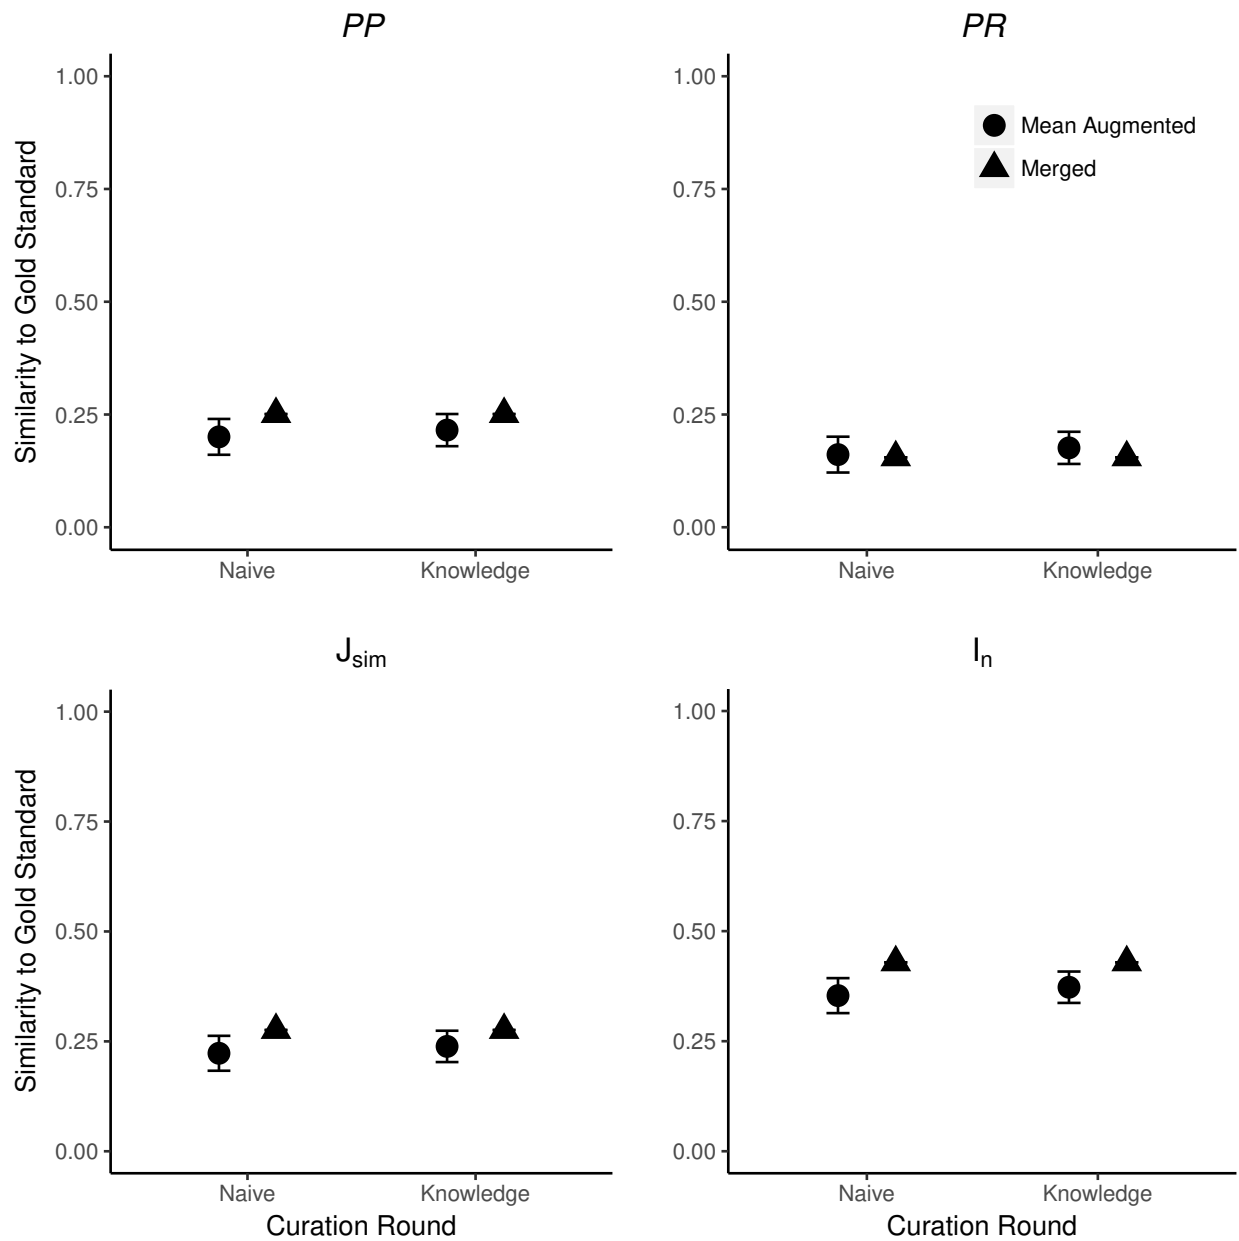 PP
Similarity to Gold Standard
1.00
0.75
0.50
0.25
0.00
Naive Knowledge
PR
1.00
0.75
0.50
0.25
0.00
Mean Augmented
Merged
Naive Knowledge
Jsim
Similarity to Gold Standard
1.00
0.75
0.50
0.25
0.00
Naive Knowledge
Curation Round
In
1.00
0.75
0.50
0.25
0.00
Naive Knowledge
Curation Round